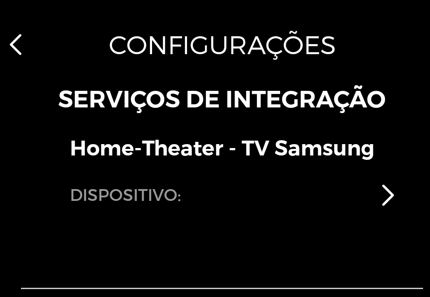 CONFIGURAÇÕES
SERVIÇOS DE INTEGRAÇÃO
Home-Theater - TV Samsung
DISPOSITIVO: